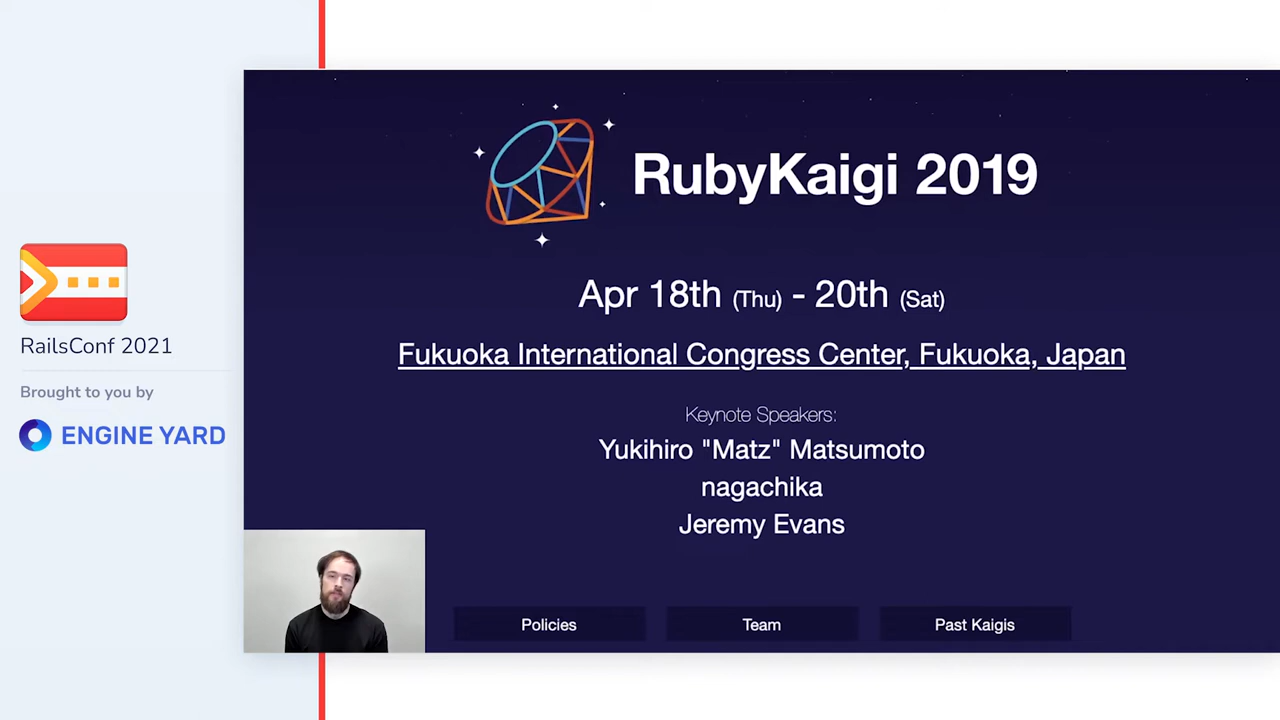 RailsConf 2021
Brought to you by
ENGINE YARD
RubyKaigi 2019
Apr 18th (Thu) - 20th (Sat)
Fukuoka International Congress Center, Fukuoka, Japan
Keynote Speakers:
Yukihiro "Matz" Matsumoto
nagachika
Jeremy Evans
Policies
Team
Past Kaigis